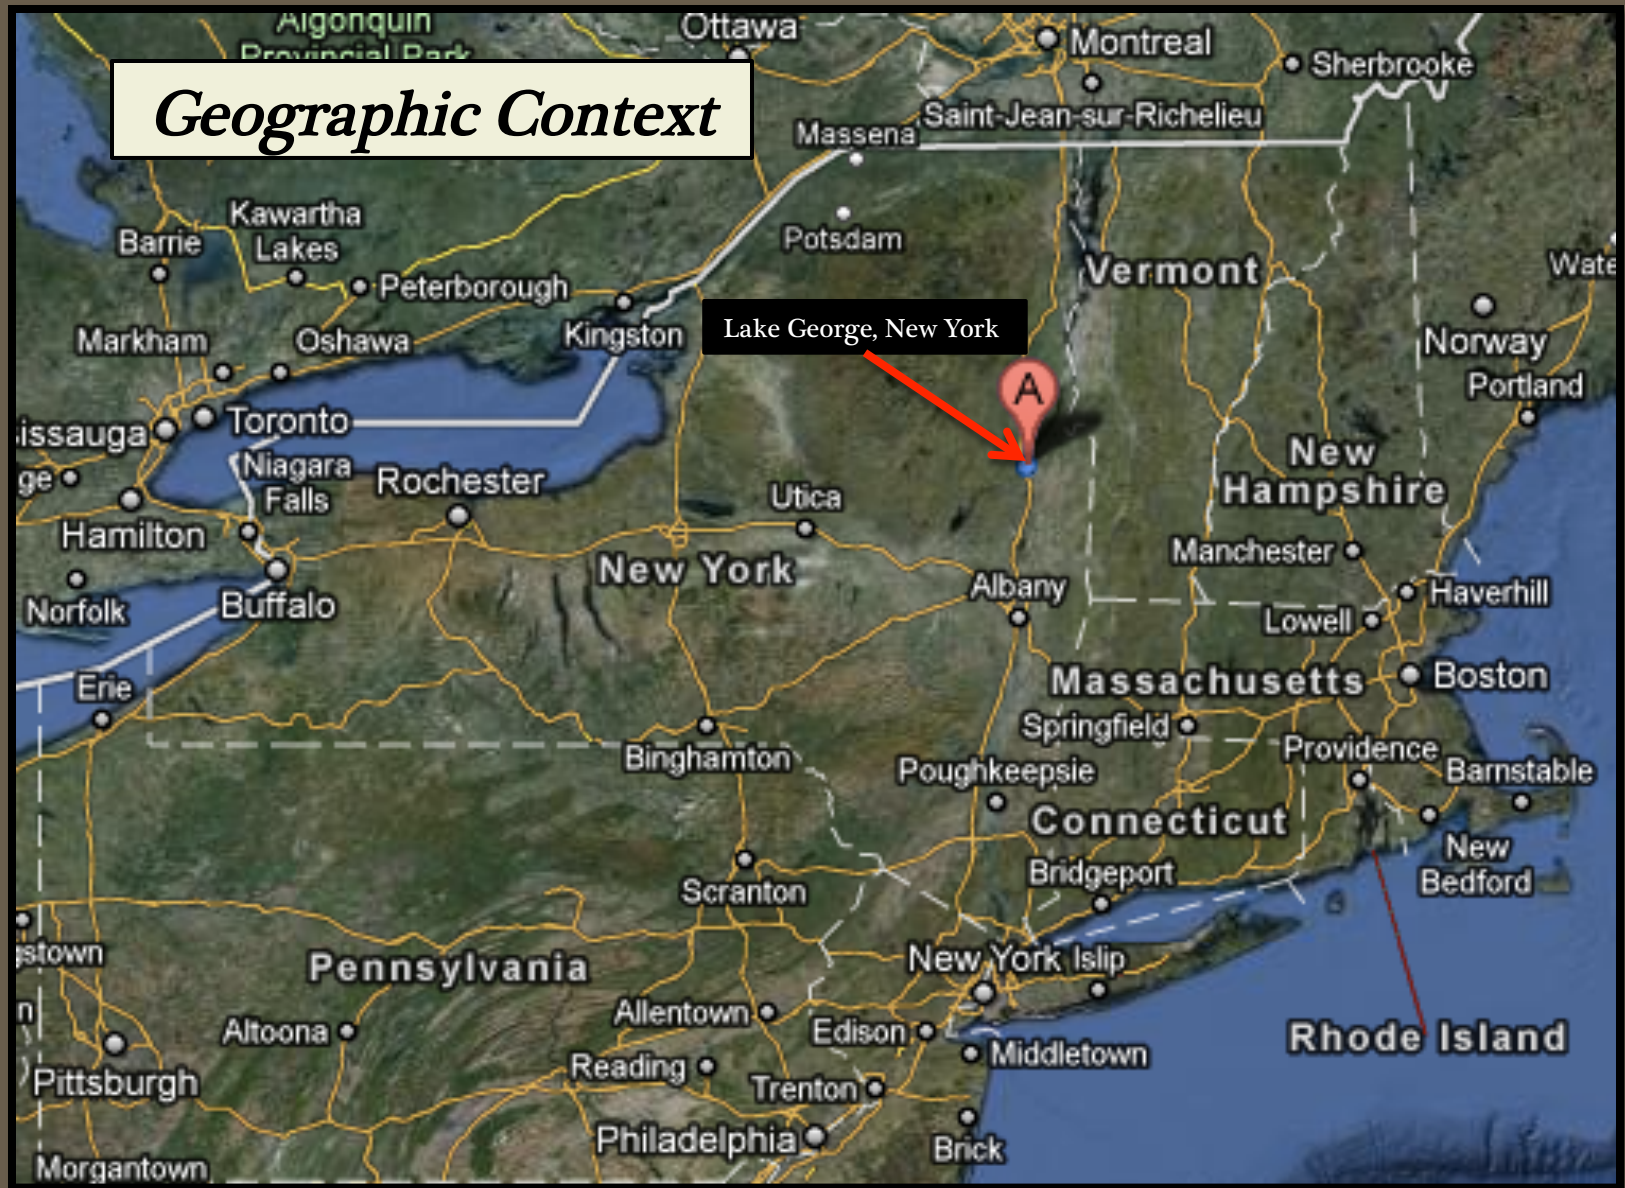 Algonquin
Provincial Park
Ottawa
Montreal
Sherbrooke
Geographic Context
Saint-Jean-sur-Richelieu
Massena
Kawartha
Lakes
Barrie
Potsdam
Vermont
Peterborough
Lake George, New York
Markham
Oshawa
Kingston
Norway
Portland
A
Toronto
issauga
Niagara
Falls
ge
Rochester
Utica
New
Hampshire
Hamilton
New York
Manchester
Albany
Norfolk
Buffalo
Haverhill
Lowell
Erie
Massachusetts
Boston
Springfield
Binghamton
Providence
Poughkeepsie
Barnstable
Connecticut
New
Bedford
Bridgeport
Scranton
gstown
Pennsylvania
New York
Islip
n
Altoona
Allentown
Edison
Rhode Island
Middletown
Pittsburgh
Reading
Trenton
Philadelphia
Brick
Morgantown